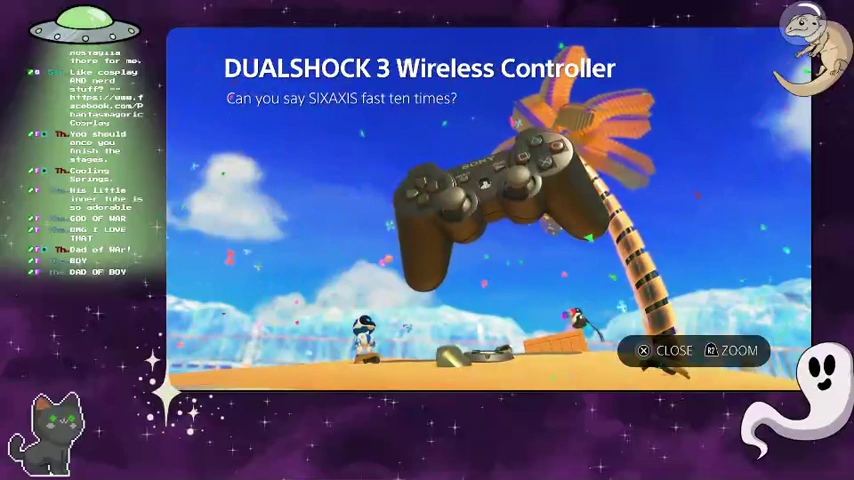 DUALSHOCK 3 Wireless Controller
Can you say SIXAXIS fast ten times?
SONY
CLOSE
ZOOM
there for me.
Like cosplay
AND nerd
stuff? --
https://www.f
acebook.com/P
hantasmagoric
Cosplay
You should
once you
finish the
stages.
Cooling
Springs.
His little
inner tube is
so adorable
GOD OF WAR
OMG I LOVE
THAT
Dad of WAr!
BOY
DAD OF BOY